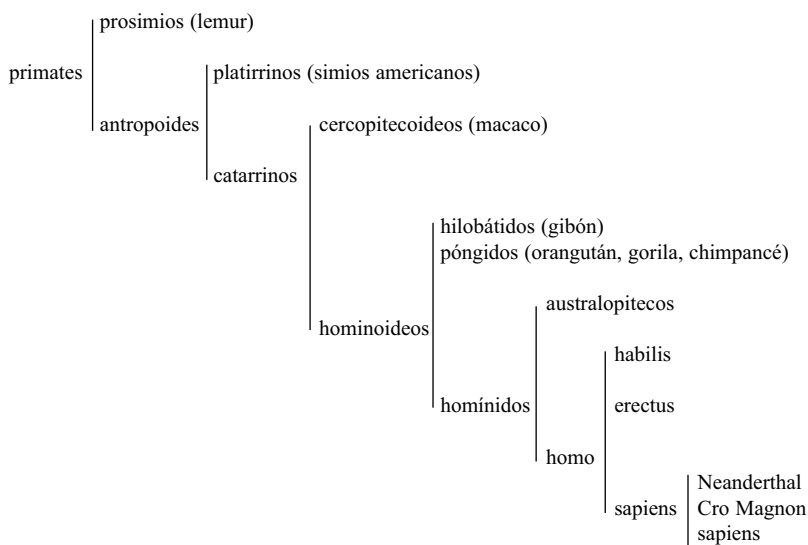 prosimios (lemur)
primates
platirrinos (simios americanos)
antropoides
cercopitecoideos (macaco)
catarrinos
hilobátidos (gibón)
póngidos (orangután, gorila, chimpancé)
australopitecos
hominoideos
habilis
homínidos
erectus
homo
Neanderthal
sapiens
Cro Magnon
sapiens